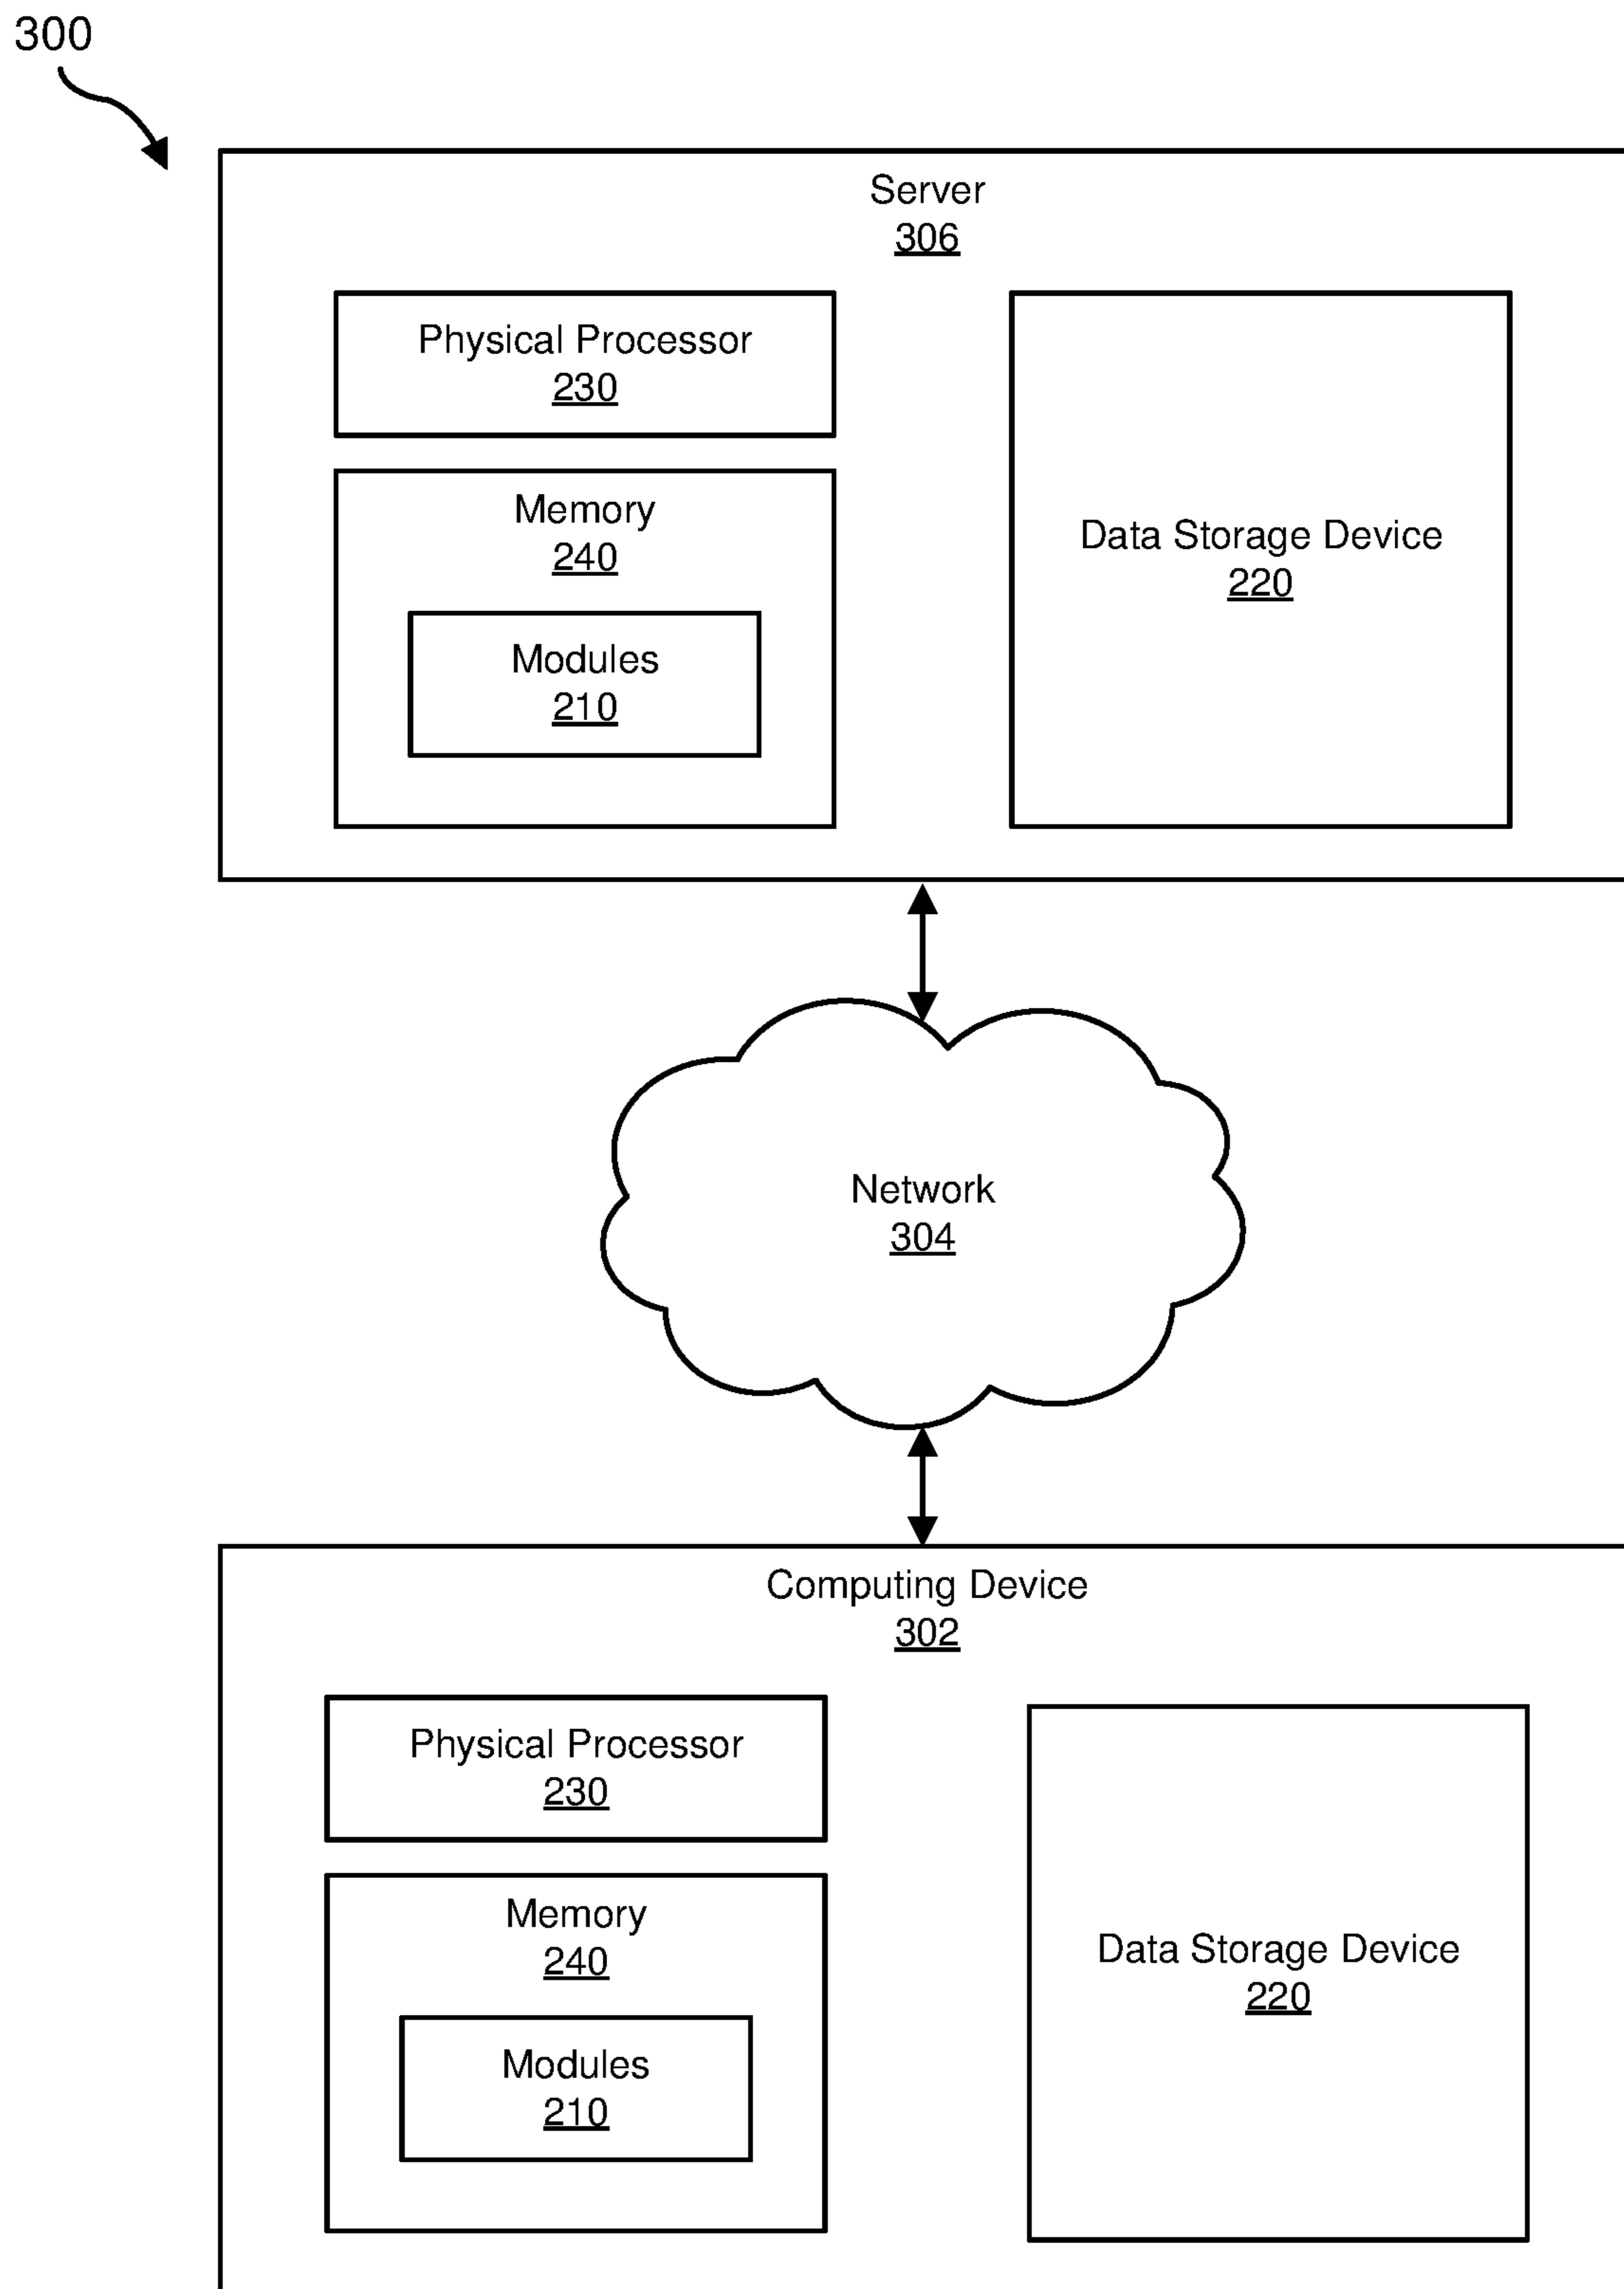 300
Server
306
Physical Processor
230
Memory
240
Modules
210
Data Storage Device
220
Network
304
Computing Device
302
Physical Processor
230
Memory
240
Modules
210
Data Storage Device
220